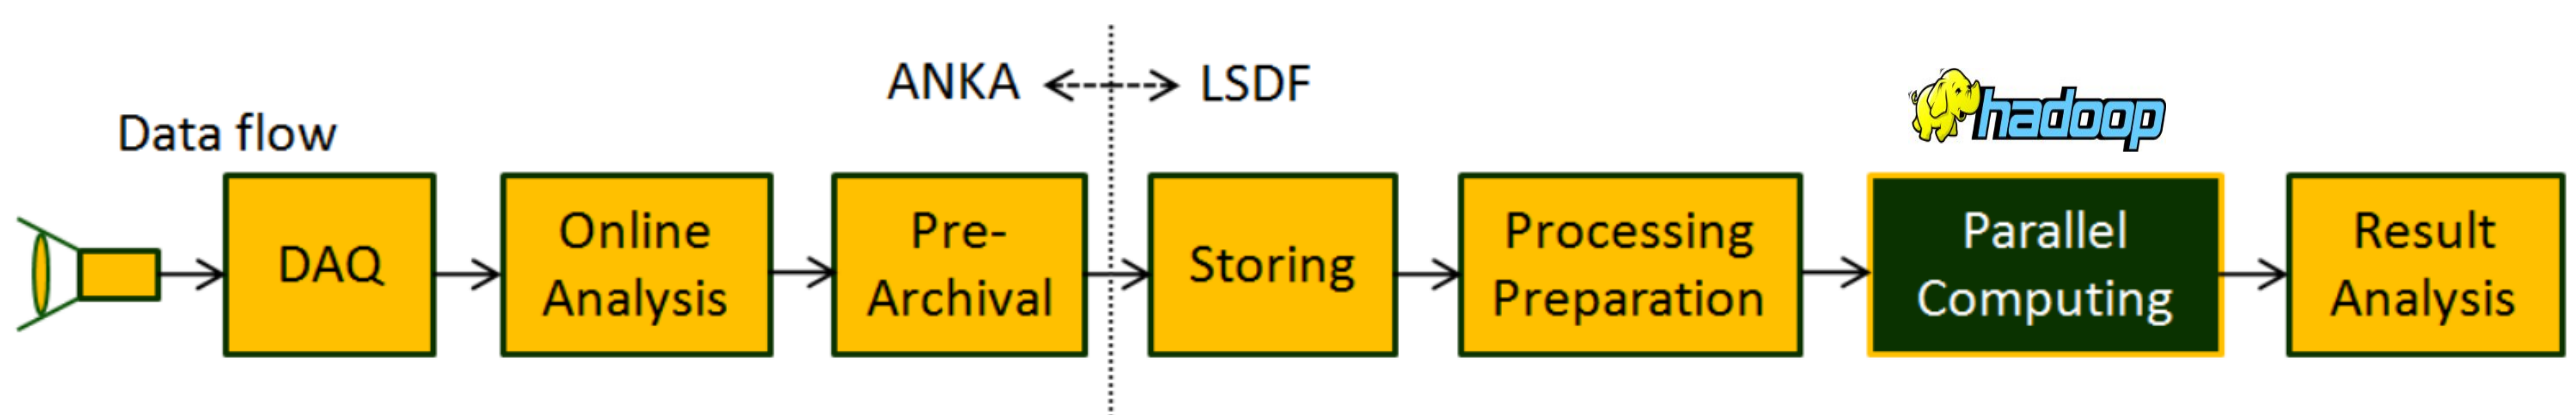 ANKA
LSDF
Data flow
hadoop
DAQ
Online
Analysis
Pre-
Archival
Storing
Processing
Preparation
Parallel
Computing
Result
Analysis